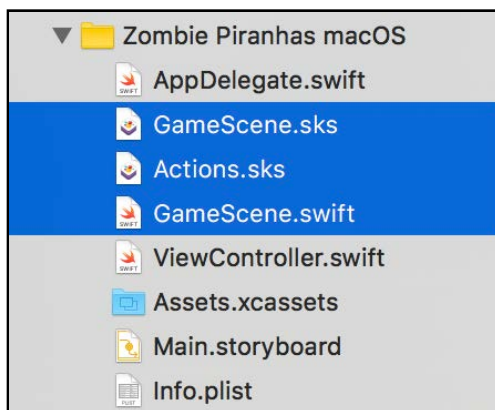 Zombie Piranhas macOS
AppDelegate.swift
GameScene.sks
Actions.sks
GameScene.swift
ViewController.swift
Assets.xcassets
Main.storyboard
Info.plist